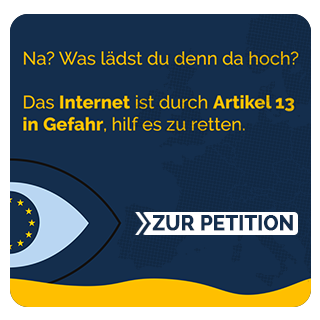 Na? Was lädst du denn da hoch?
Das Internet ist durch Artikel 13
in Gefahr, hilf es zu retten.
ZUR PETITION